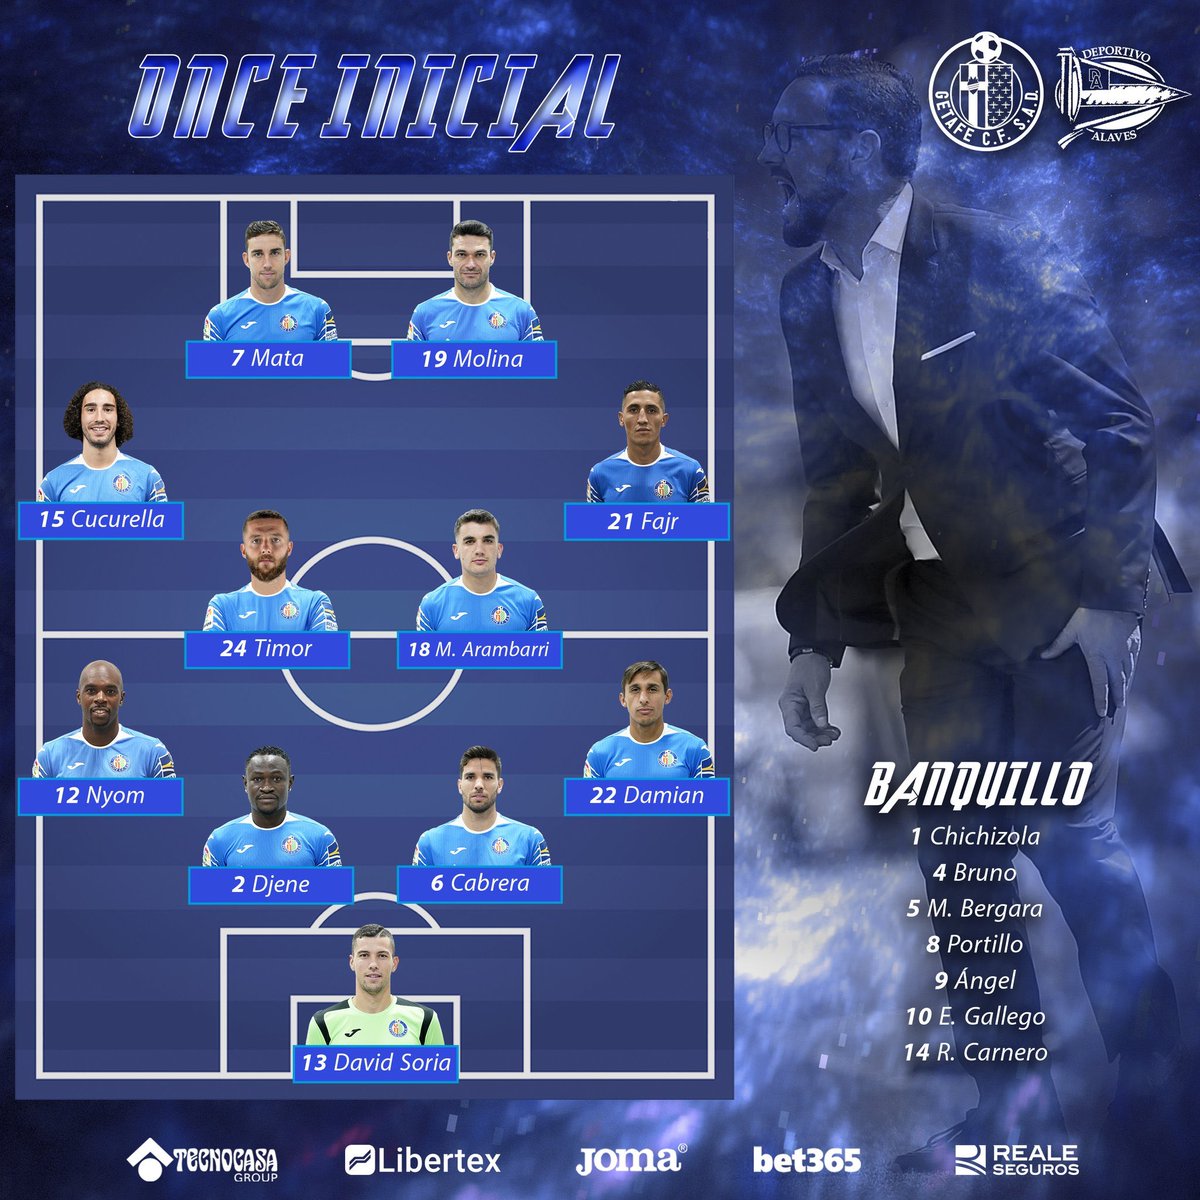 ONCE INICIAL
GETAFE C.F. S.A.D.
DEPORTIVO
DA
ALAVES
7 Mata
19 Molina
15 Cucurella
21 Fajr
24 Timor
18 M. Arambarri
12 Nyom
22 Damian
2 Djene
6 Cabrera
13 David Soria
BANQUILLO
1 Chichizola
4 Bruno
5 M. Bergara
8 Portillo
9 Ángel
10 E. Gallego
14 R. Carnero
TECNOCASA
GROUP
Libertex
JOMA®
bet365
REALE
SEGUROS